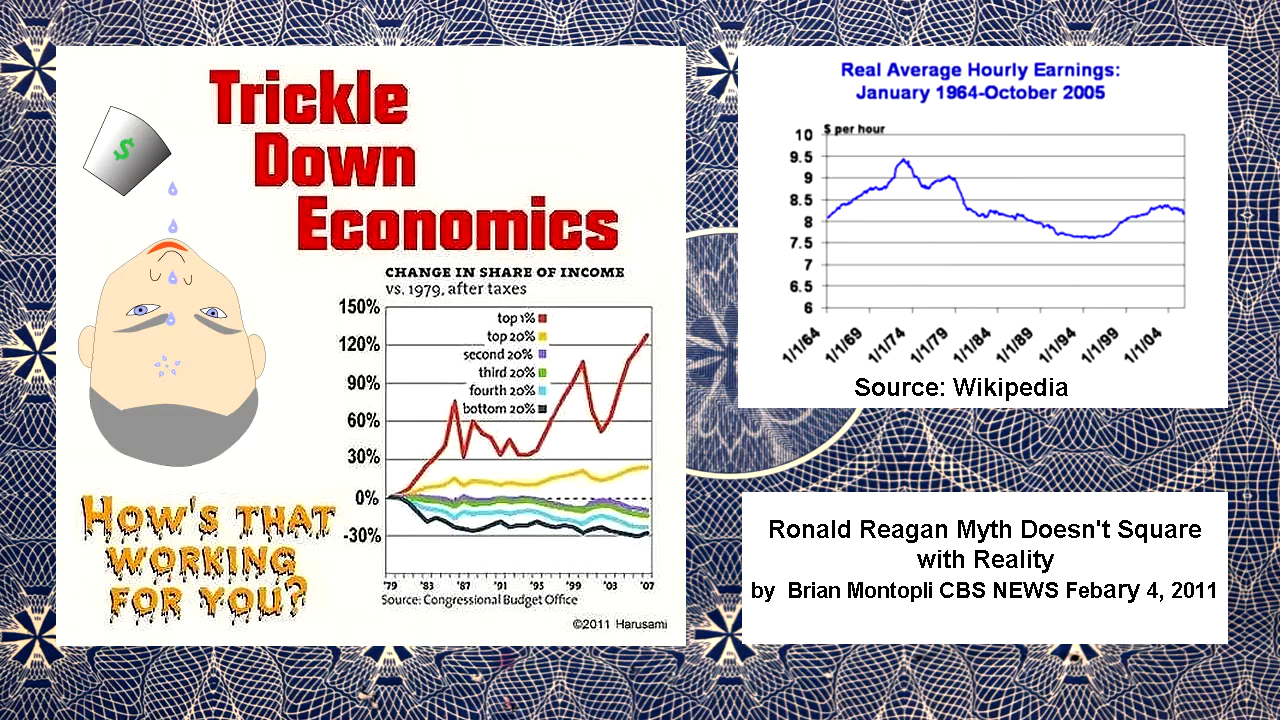 Trickle
Down
Economics
$
CHANGE IN SHARE OF INCOME
vs. 1979, after taxes
150%
120%
90%
60%
30%
0%
-30%
top 1%
top 20%
second 20%
third 20%
fourth 20%
bottom 20%
'79 '83 '87 '91 '95 '99 '03 '07
Source: Congressional Budget Office
©2011 Harusami
How's that
working
for you?
Real Average Hourly Earnings:
January 1964-October 2005
$ per hour
10
9.5
9
8.5
8
7.5
7
6.5
6
1/1/64 1/1/69 1/1/74 1/1/79 1/1/84 1/1/89 1/1/94 1/1/99 1/1/04
Source: Wikipedia
Ronald Reagan Myth Doesn't Square
with Reality
by Brian Montopli CBS NEWS Febary 4, 2011